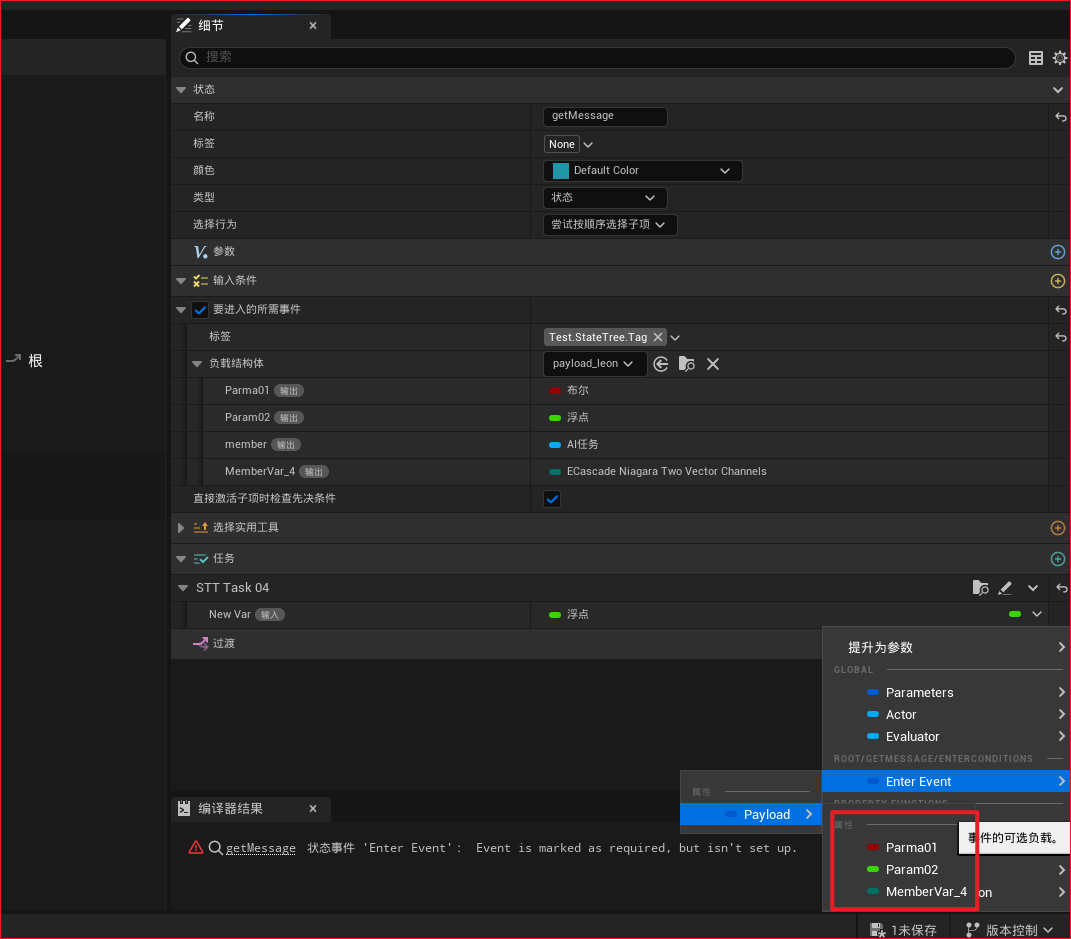 细节
搜索
状态
名称 getMessage
标签 None
颜色 Default Color
类型 状态
选择行为 尝试按顺序选择子项
V. 参数
输入条件
要进入的所需事件
标签 Test.StateTree.Tag
根
负载结构体 payload_leon
Parma01 输出 布尔
Param02 输出 浮点
member 输出 AI任务
MemberVar_4 输出 ECascade Niagara Two Vector Channels
直接激活子项时检查先决条件
选择实用工具
任务
STT Task 04
New Var 输入 浮点
过渡
提升为参数
GLOBAL
Parameters
Actor
Evaluator
ROOT/GETMESSAGE/ENTERCONDITIONS
Enter Event
PROPERTY FUNCTIONS
属性
Payload
属性
事件的可选负载。
Parma01
Param02
MemberVar_4 on
编译器结果
getMessage 状态事件 'Enter Event': Event is marked as required, but isn't set up.
1未保存 版本控制